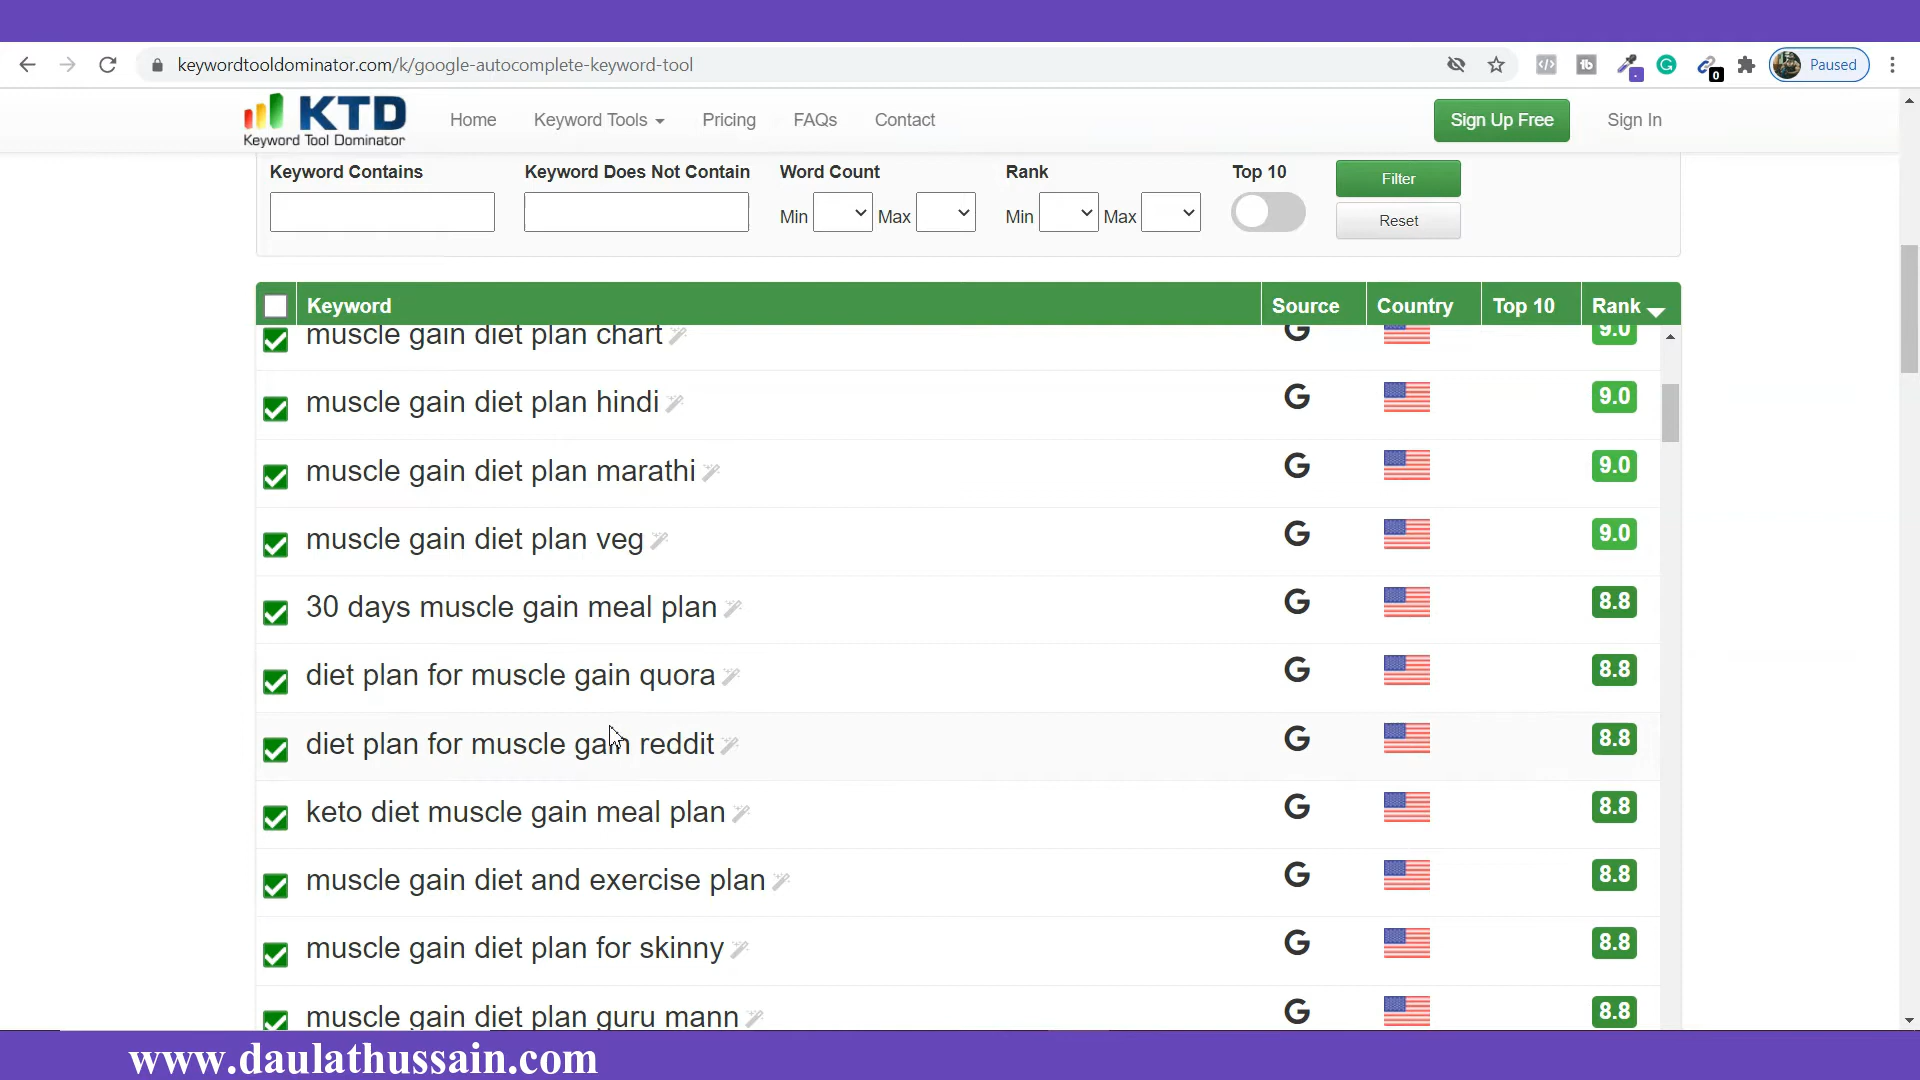 keywordtooldominator.com/k/google-autocomplete-keyword-tool
0
Paused
KTD
Keyword Tool Dominator
Home
Keyword Tools
Pricing
FAQs
Contact
Sign Up Free
Sign In
Keyword Contains
Keyword Does Not Contain
Word Count
Rank
Top 10
Filter
Min
Max
Min
Max
Reset
Keyword
Source
Country
Top 10
Rank
muscle gain diet plan chart
G
9.0
muscle gain diet plan hindi
G
9.0
muscle gain diet plan marathi
G
9.0
muscle gain diet plan veg
G
9.0
30 days muscle gain meal plan
G
8.8
diet plan for muscle gain quora
G
8.8
diet plan for muscle gain reddit
G
8.8
keto diet muscle gain meal plan
G
8.8
muscle gain diet and exercise plan
G
8.8
muscle gain diet plan for skinny
G
8.8
muscle gain diet plan guru mann
G
8.8
www.daulathussain.com